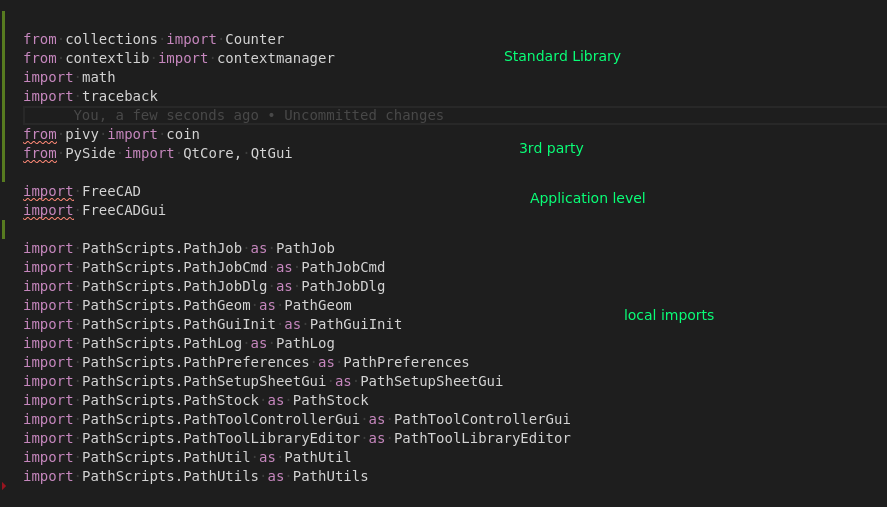 from collections import Counter
from contextlib import contextmanager
Standard Library
import math
import traceback
You, a few seconds ago • Uncommitted changes
from pivy import coin
from PySide import QtCore, QtGui
3rd party
import FreeCAD
import FreeCADGui
Application level
import PathScripts.PathJob as PathJob
import PathScripts.PathJobCmd as PathJobCmd
import PathScripts.PathJobDlg as PathJobDlg
import PathScripts.PathGeom as PathGeom
import PathScripts.PathGuiInit as PathGuiInit
local imports
import PathScripts.PathLog as PathLog
import PathScripts.PathPreferences as PathPreferences
import PathScripts.PathSetupSheetGui as PathSetupSheetGui
import PathScripts.PathStock as PathStock
import PathScripts.PathToolControllerGui as PathToolControllerGui
import PathScripts.PathToolLibraryEditor as PathToolLibraryEditor
import PathScripts.PathUtil as PathUtil
import PathScripts.PathUtils as PathUtils